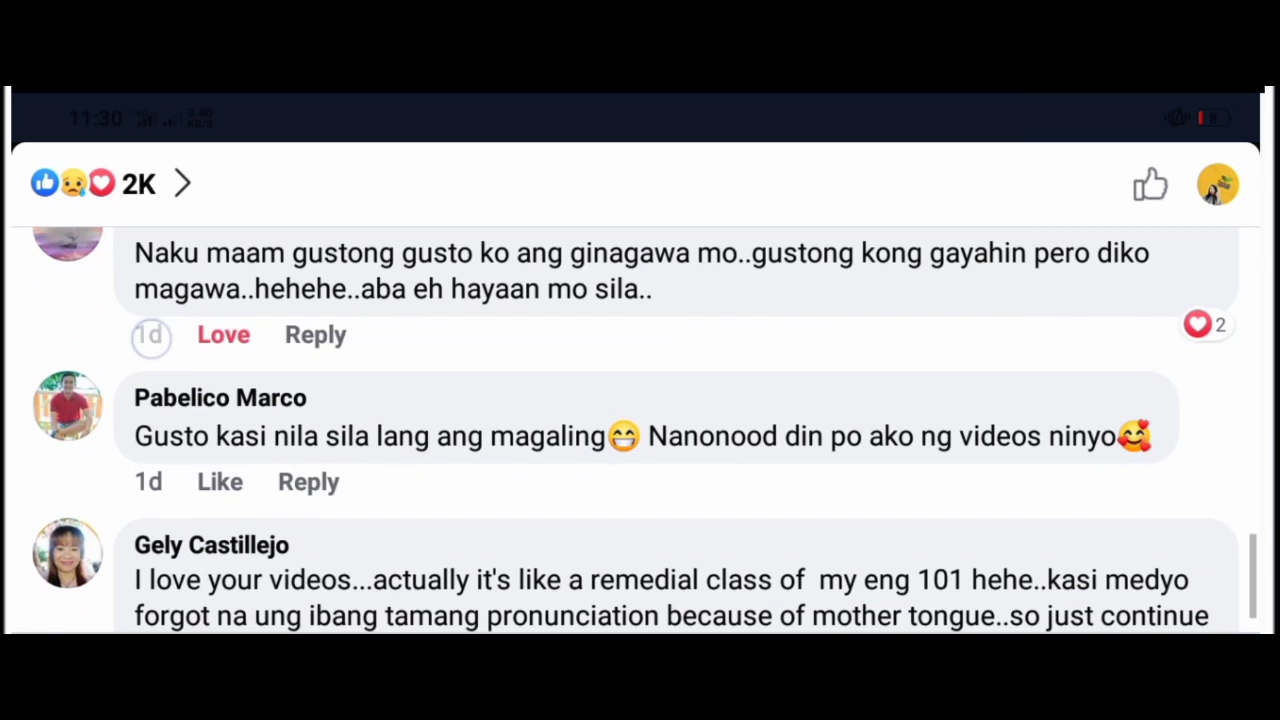 11:30
2K
Naku maam gustong gusto ko ang ginagawa mo..gustong kong gayahin pero diko
magawa..hehehe..aba eh hayaan mo sila..
1d Love Reply 2
Pabelico Marco
Gusto kasi nila sila lang ang magaling😁 Nanonood din po ako ng videos ninyo🥰
1d Like Reply
Gely Castillejo
I love your videos...actually it's like a remedial class of my eng 101 hehe..kasi medyo
forgot na ung ibang tamang pronunciation because of mother tongue..so just continue